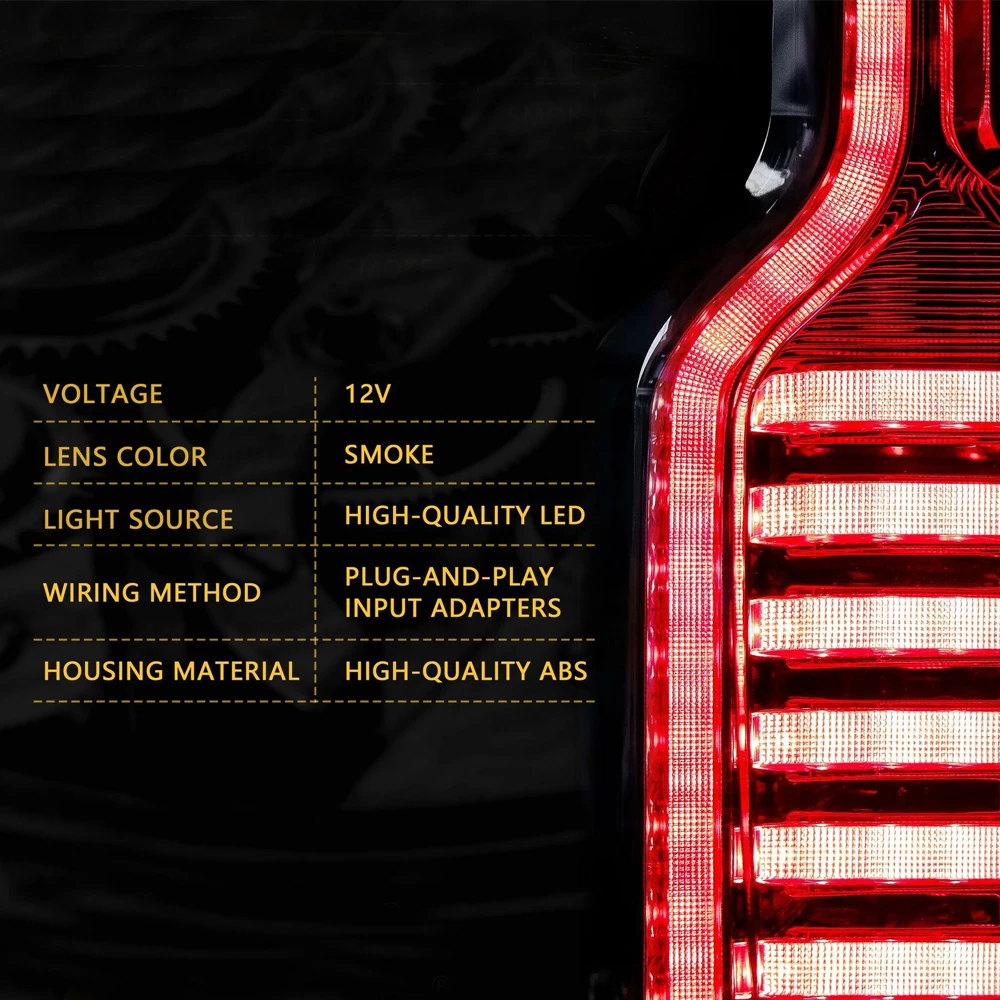 VOLTAGE 12V
LENS COLOR SMOKE
LIGHT SOURCE HIGH-QUALITY LED
WIRING METHOD PLUG-AND-PLAY
INPUT ADAPTERS
HOUSING MATERIAL HIGH-QUALITY ABS